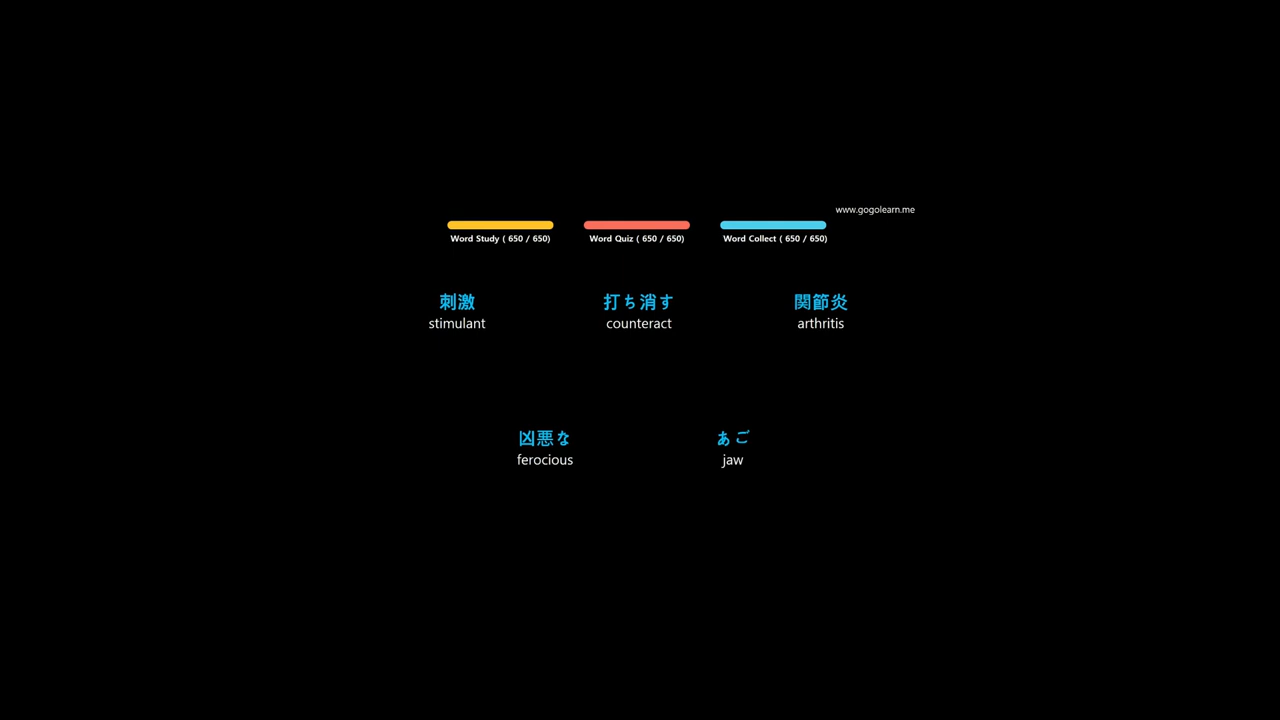 www.gogolearn.me
Word Study ( 650 / 650)
Word Quiz ( 650 / 650)
Word Collect ( 650 / 650)
刺激
stimulant
打ち消す
counteract
関節炎
arthritis
凶悪な
ferocious
あご
jaw